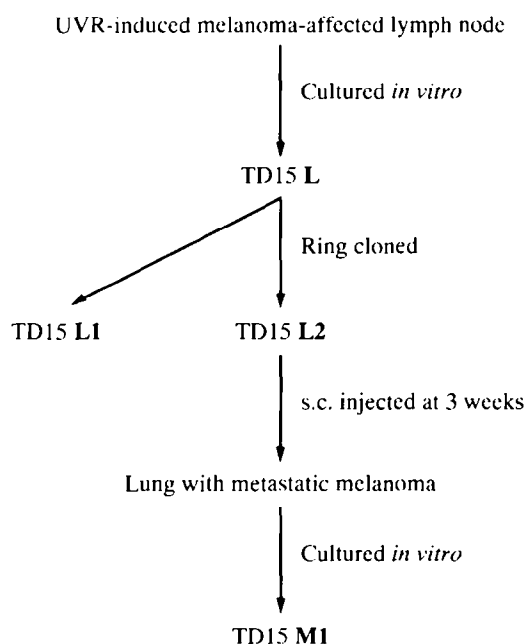 UVR-induced melanoma-affected lymph node
Cultured in vitro
TD15 L
Ring cloned
TD15 L1
TD15 L2
s.c. injected at 3 weeks
Lung with metastatic melanoma
Cultured in vitro
TD15 M1